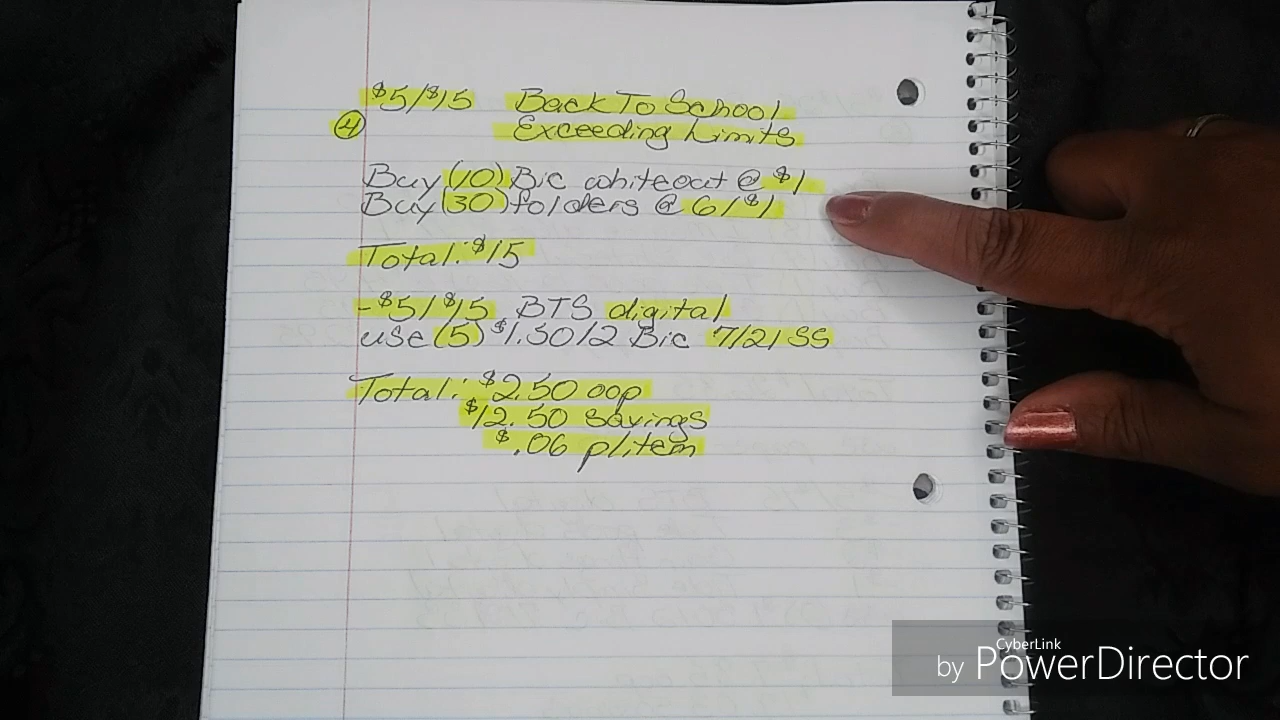 $5/$15 Back To School
④ Exceeding Limits
Buy (10) Bic whiteout @ $1
Buy (30) folders @ 6/$1
Total: $15
-$5/$15 BTS digital
use (5) $1.50/2 Bic 7/21 SS
Total: $2.50 oop
$12.50 savings
$.06 p/item
CyberLink
by PowerDirector